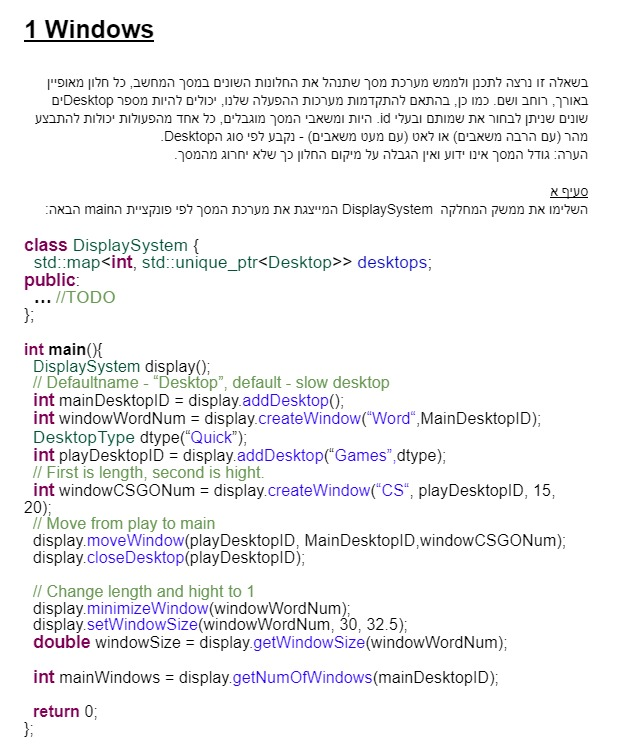 1 Windows
בשאלה זו נרצה לתכנן ולממש מערכת מסך שתנהל את החלונות השונים במסך המחשב, כל חלון מאופיין
באורך, רוחב ושם. כמו כן, בהתאם להתקדמות מערכות ההפעלה שלנו, יכולים להיות מספר Desktopים
שונים שניתן לבחור את שמותם ובעלי id. היות ומשאבי המסך מוגבלים, כל אחד מהפעולות יכולות להתבצע
מהר (עם הרבה משאבים) או לאט (עם מעט משאבים) - נקבע לפי סוג הDesktop.
הערה: גודל המסך אינו ידוע ואין הגבלה על מיקום החלון כך שלא יחרוג מהמסך.
סעיף א
השלימו את ממשק המחלקה DisplaySystem המייצגת את מערכת המסך לפי פונקציית הmain הבאה:
class DisplaySystem {
std::map<int, std::unique_ptr<Desktop>> desktops;
public:
... //TODO
};
int main(){
DisplaySystem display();
// Defaultname - “Desktop”, default - slow desktop
int mainDesktopID = display.addDesktop();
int windowWordNum = display.createWindow(“Word“,MainDesktopID);
DesktopType dtype(“Quick”);
int playDesktopID = display.addDesktop(“Games”,dtype);
// First is length, second is hight.
int windowCSGONum = display.createWindow(“CS“, playDesktopID, 15,
20);
// Move from play to main
display.moveWindow(playDesktopID, MainDesktopID,windowCSGONum);
display.closeDesktop(playDesktopID);
// Change length and hight to 1
display.minimizeWindow(windowWordNum);
display.setWindowSize(windowWordNum, 30, 32.5);
double windowSize = display.getWindowSize(windowWordNum);
int mainWindows = display.getNumOfWindows(mainDesktopID);
return 0;
};